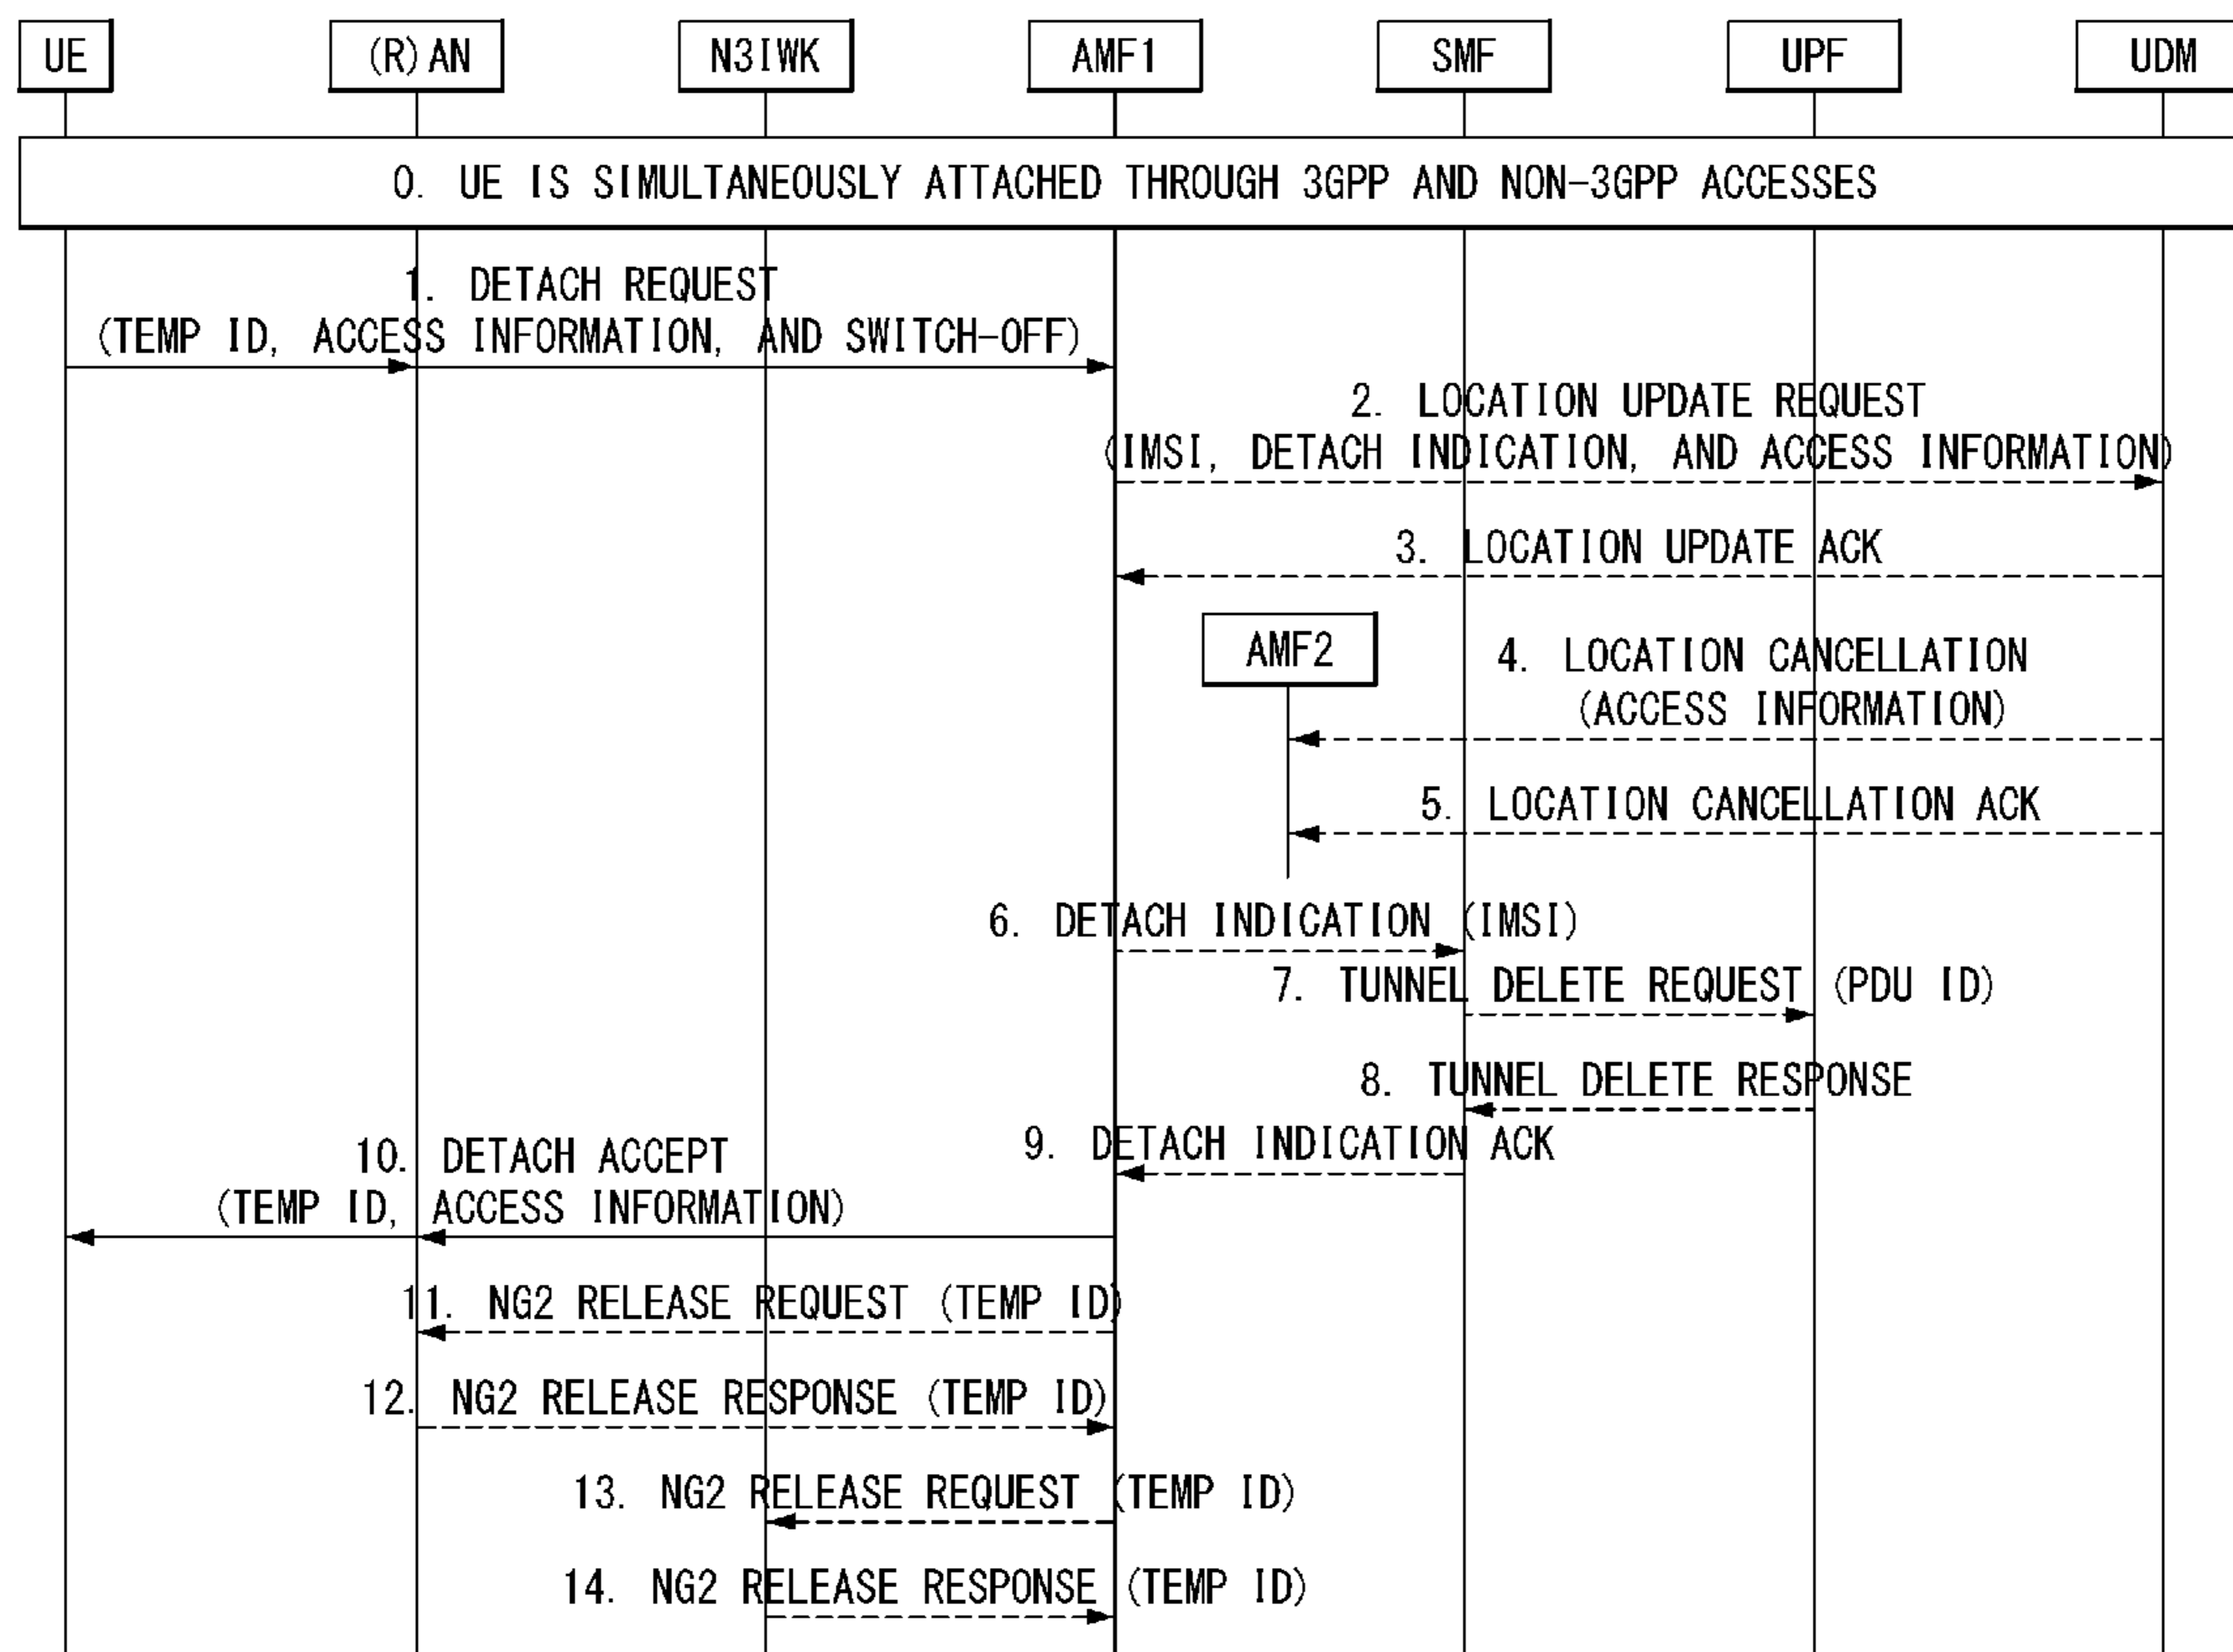 UE
(R)AN
N3IWK
AMF1
SMF
UPF
UDM
0. UE IS SIMULTANEOUSLY ATTACHED THROUGH 3GPP AND NON-3GPP ACCESSES
1. DETACH REQUEST
(TEMP ID, ACCESS INFORMATION, AND SWITCH-OFF)
2. LOCATION UPDATE REQUEST
(IMSI, DETACH INDICATION, AND ACCESS INFORMATION)
3. LOCATION UPDATE ACK
AMF2
4. LOCATION CANCELLATION
(ACCESS INFORMATION)
5. LOCATION CANCELLATION ACK
6. DETACH INDICATION (IMSI)
7. TUNNEL DELETE REQUEST (PDU ID)
8. TUNNEL DELETE RESPONSE
9. DETACH INDICATION ACK
10. DETACH ACCEPT
(TEMP ID, ACCESS INFORMATION)
11. NG2 RELEASE REQUEST (TEMP ID)
12. NG2 RELEASE RESPONSE (TEMP ID)
13. NG2 RELEASE REQUEST (TEMP ID)
14. NG2 RELEASE RESPONSE (TEMP ID)